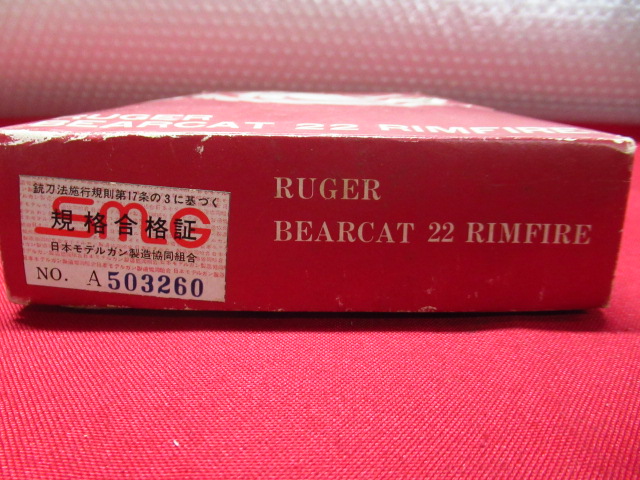 RUGER
BEARCAT 22 RIMFIRE
銃刀法施行規則第17条の3に基づく
SMG
規格合格証
日本モデルガン製造協同組合
NO. A503260
RUGER
BEARCAT 22 RIMFIRE